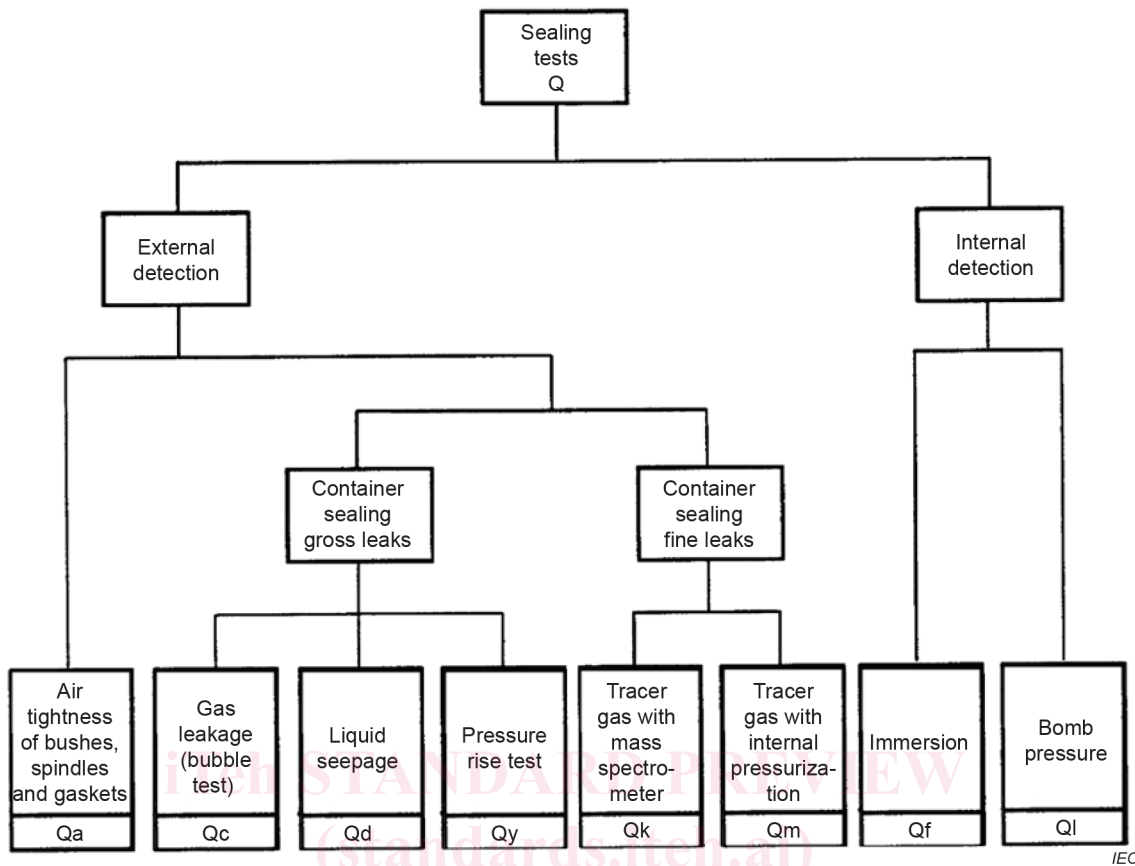 Sealing
tests
Q
External
detection
Internal
detection
Container
sealing
gross leaks
Container
sealing
fine leaks
Air
tightness
of bushes,
spindles
and gaskets
Qa
Gas
leakage
(bubble
test)
Qc
Liquid
seepage
Qd
Pressure
rise test
Qy
Tracer
gas with
mass
spectro-
meter
Qk
Tracer
gas with
internal
pressuriza-
tion
Qm
Immersion
Qf
Bomb
pressure
Ql
iTeh STANDARD PREVIEW
(standards.iteh.ai)
IEC